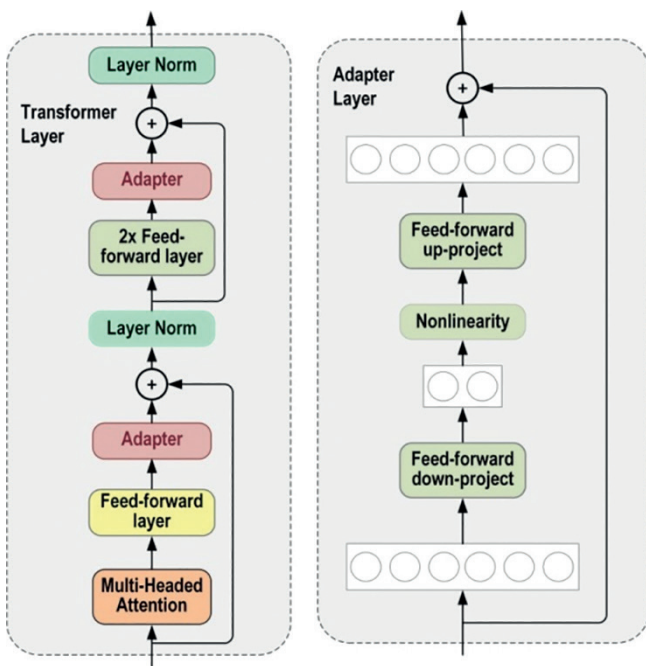 Layer Norm
Transformer
Layer
+
Adapter
2x Feed-
forward layer
Layer Norm
+
Adapter
Feed-forward
layer
Multi-Headed
Attention
Adapter
Layer
+
Feed-forward
up-project
Nonlinearity
Feed-forward
down-project